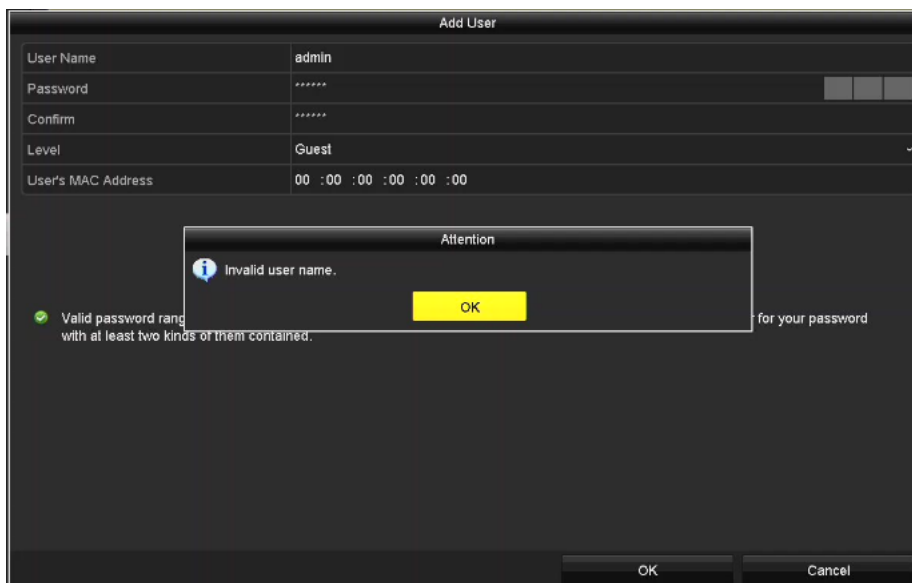 Add User
User Name admin
Password ******
Confirm ******
Level Guest
User's MAC Address 00 :00 :00 :00 :00 :00
Attention
Invalid user name.
OK
Valid password rang for your password
with at least two kinds of them contained.
OK Cancel